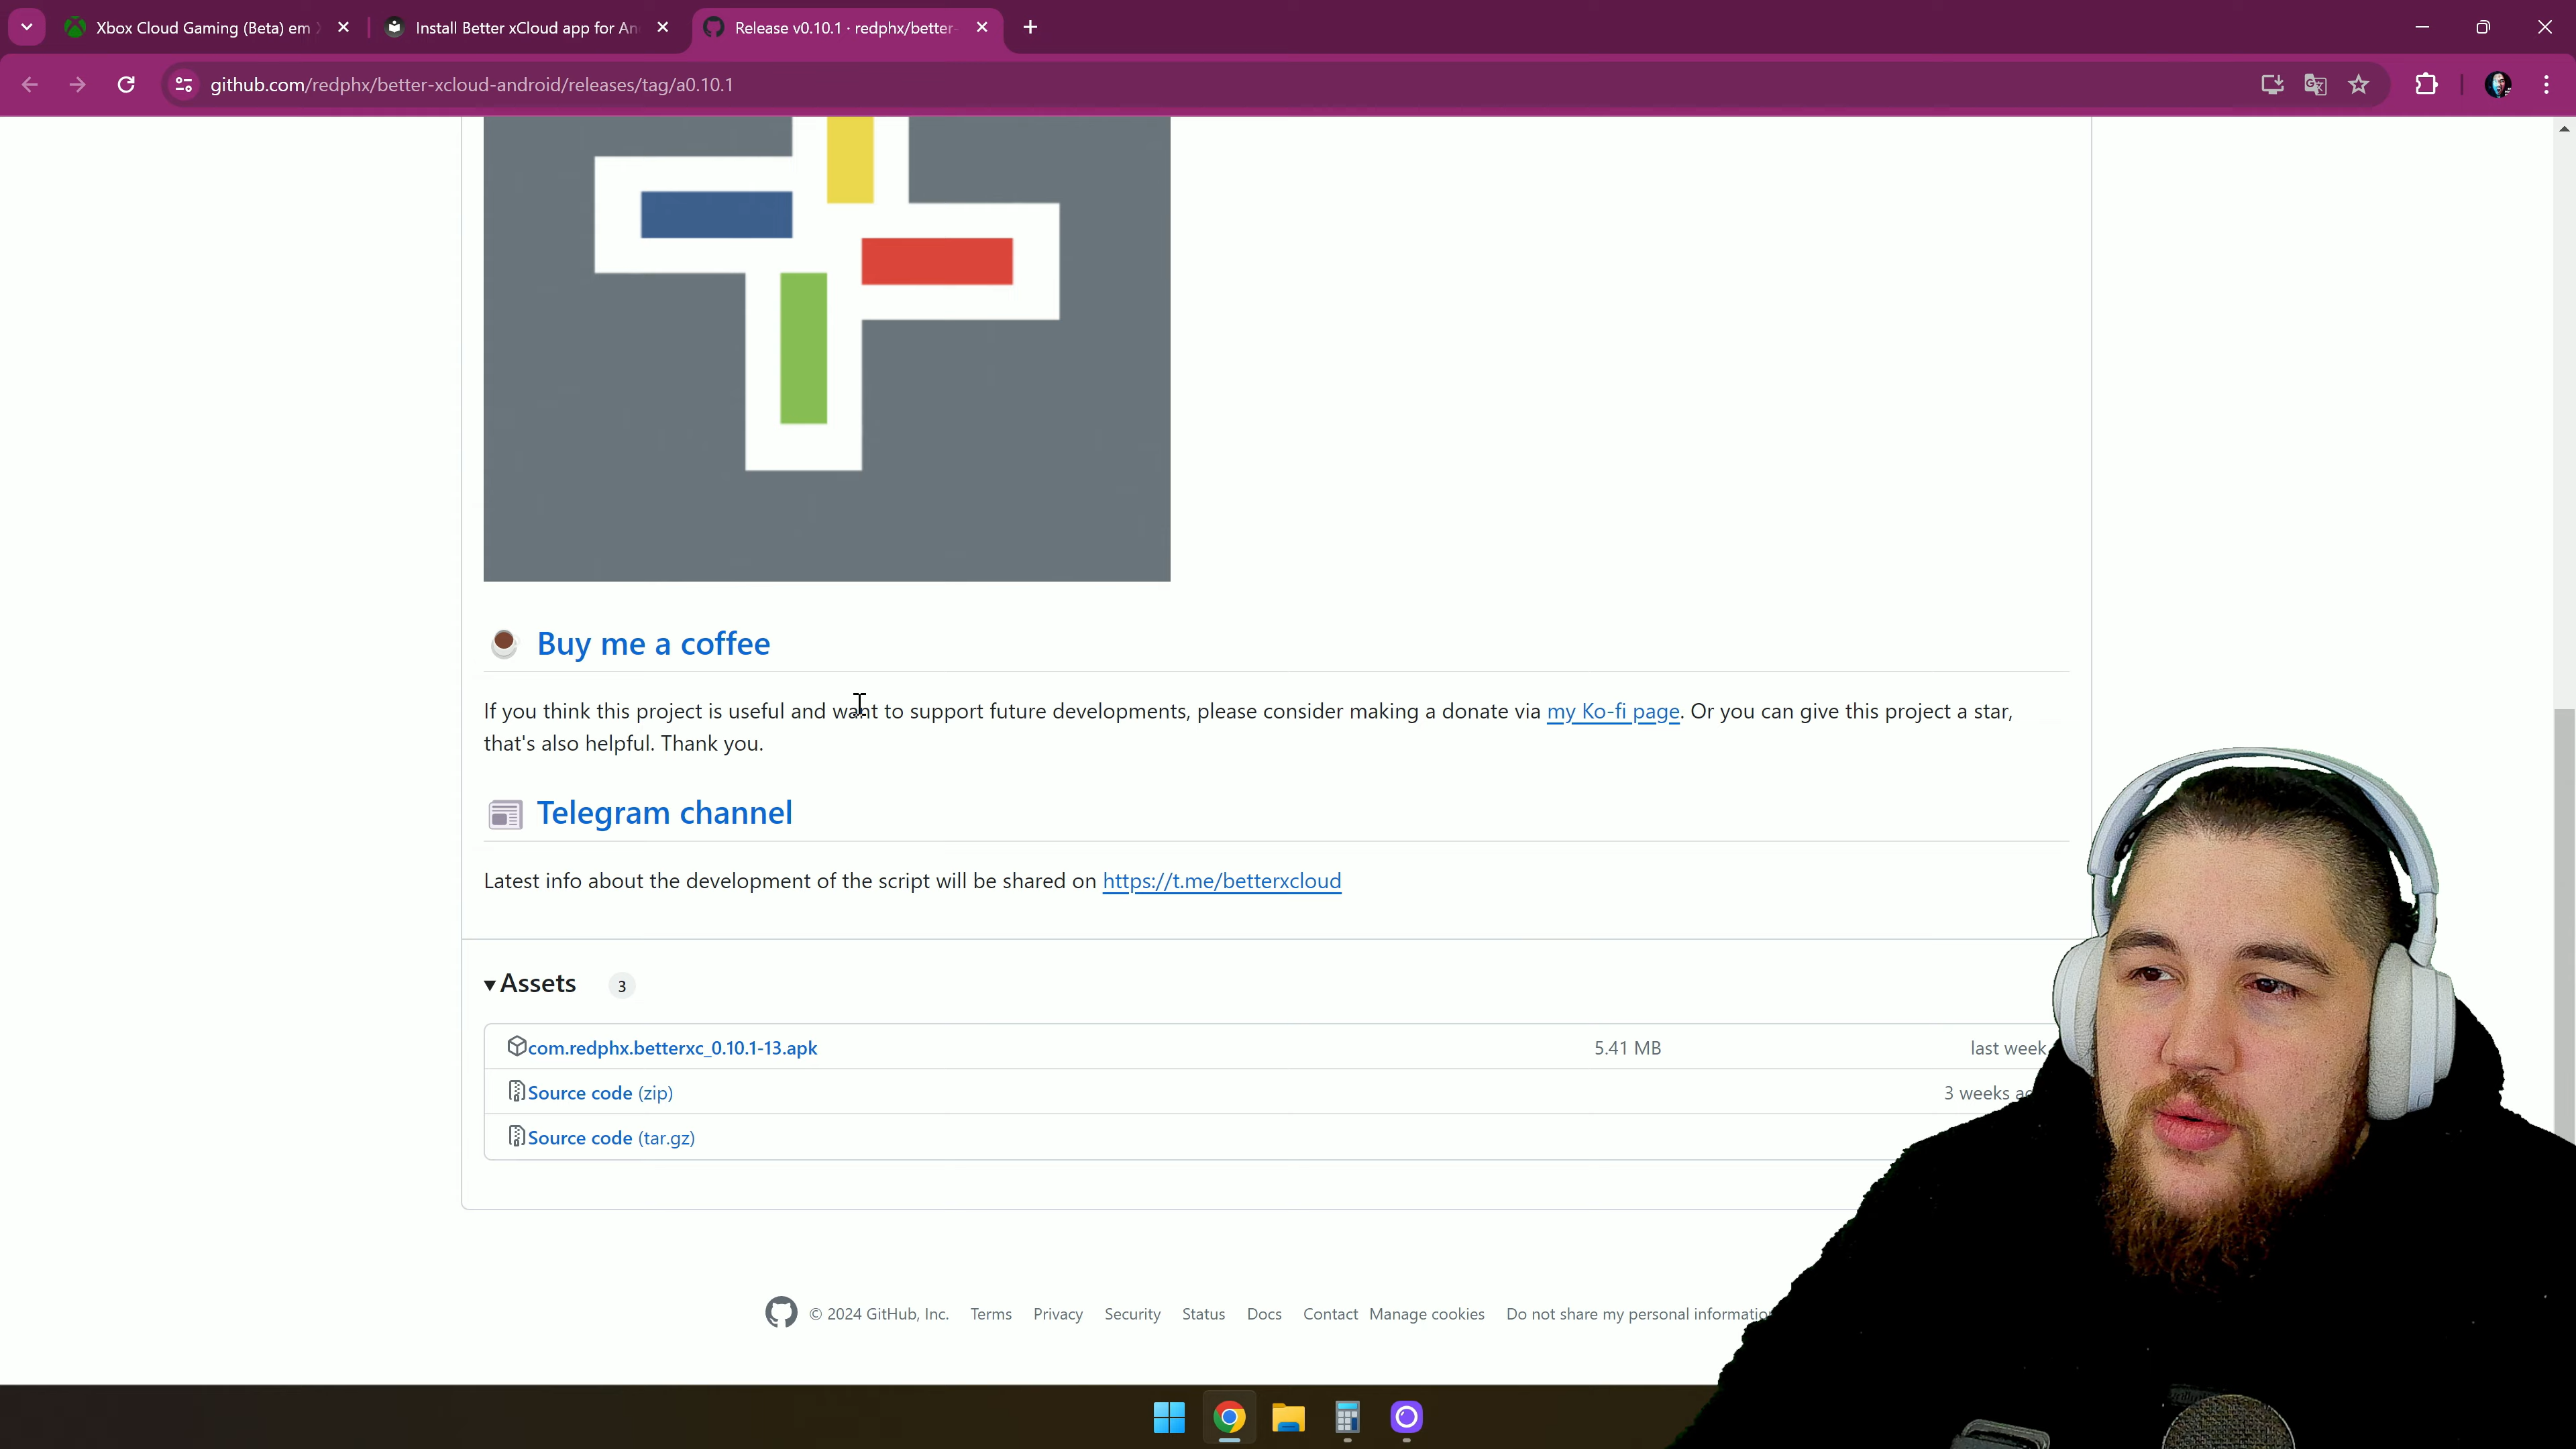 Xbox Cloud Gaming (Beta) em
Install Better xCloud app for An
Release v0.10.1 · redphx/better-
github.com/redphx/better-xcloud-android/releases/tag/a0.10.1
Buy me a coffee
If you think this project is useful and want to support future developments, please consider making a donate via my Ko-fi page. Or you can give this project a star,
that's also helpful. Thank you.
Telegram channel
Latest info about the development of the script will be shared on https://t.me/betterxcloud
Assets 3
com.redphx.betterxc_0.10.1-13.apk 5.41 MB last week
Source code (zip) 3 weeks
Source code (tar.gz)
© 2024 GitHub, Inc. Terms Privacy Security Status Docs Contact Manage cookies Do not share my personal information